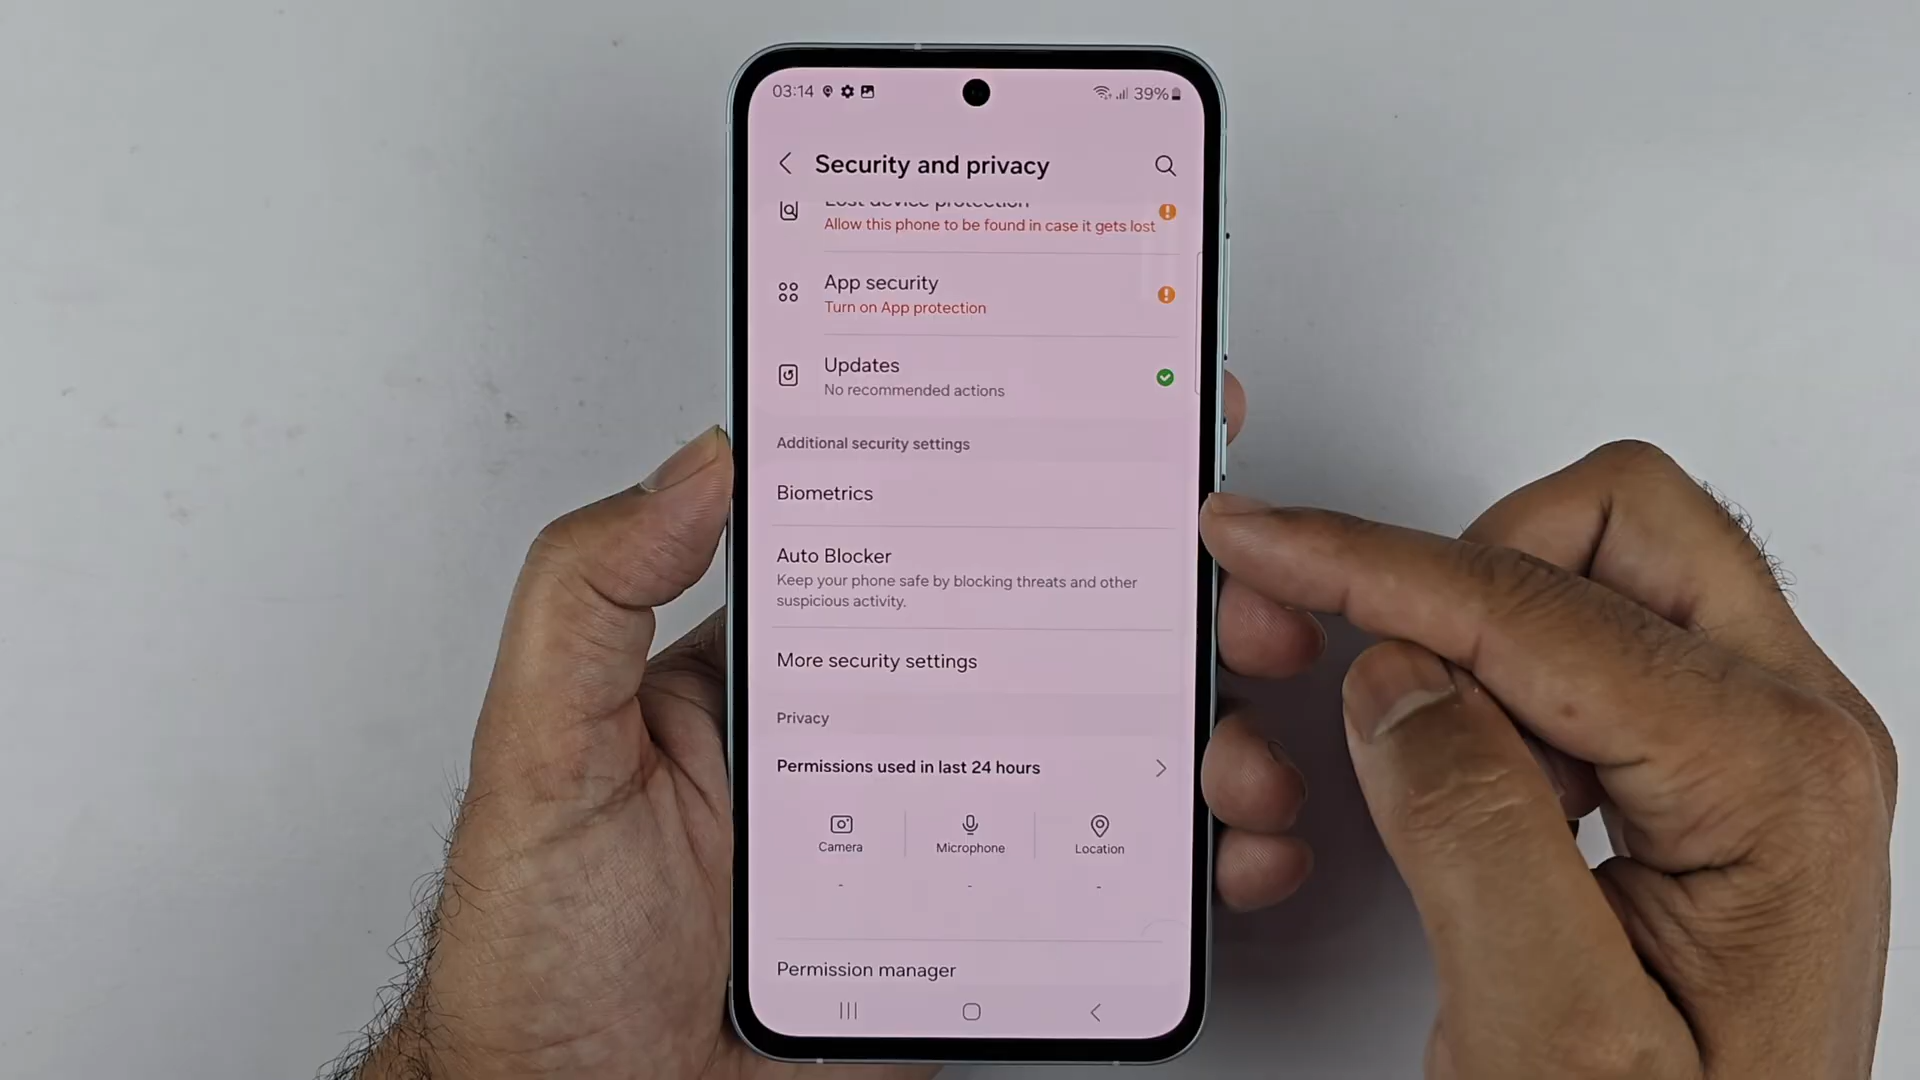 03:14
39%
Security and privacy
Lost device protection
Allow this phone to be found in case it gets lost
App security
Turn on App protection
Updates
No recommended actions
Additional security settings
Biometrics
Auto Blocker
Keep your phone safe by blocking threats and other
suspicious activity.
More security settings
Privacy
Permissions used in last 24 hours
Camera
Microphone
Location
-
-
-
Permission manager